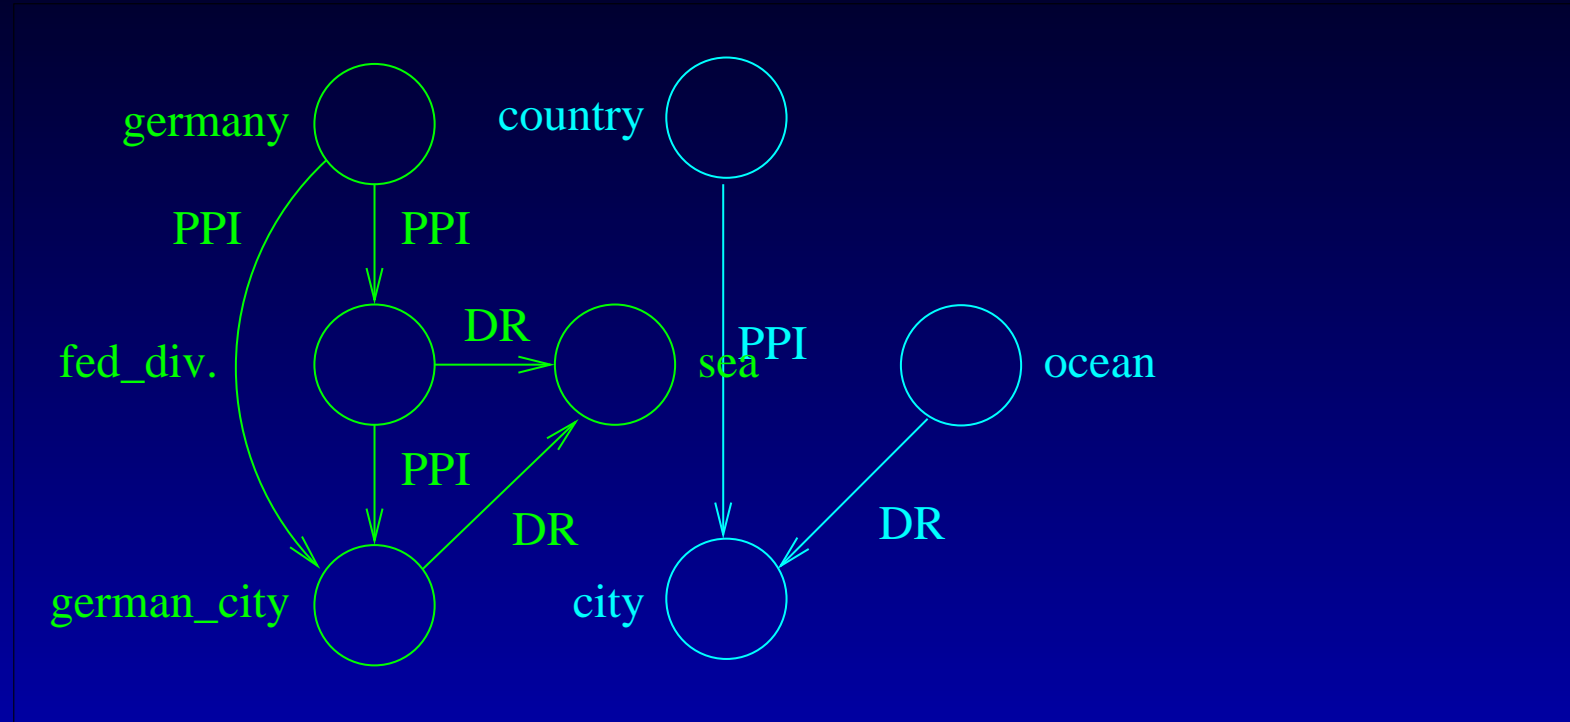 germany
country
PPI
PPI
DR
PPI
fed_div.
sea
ocean
PPI
DR
DR
german_city
city